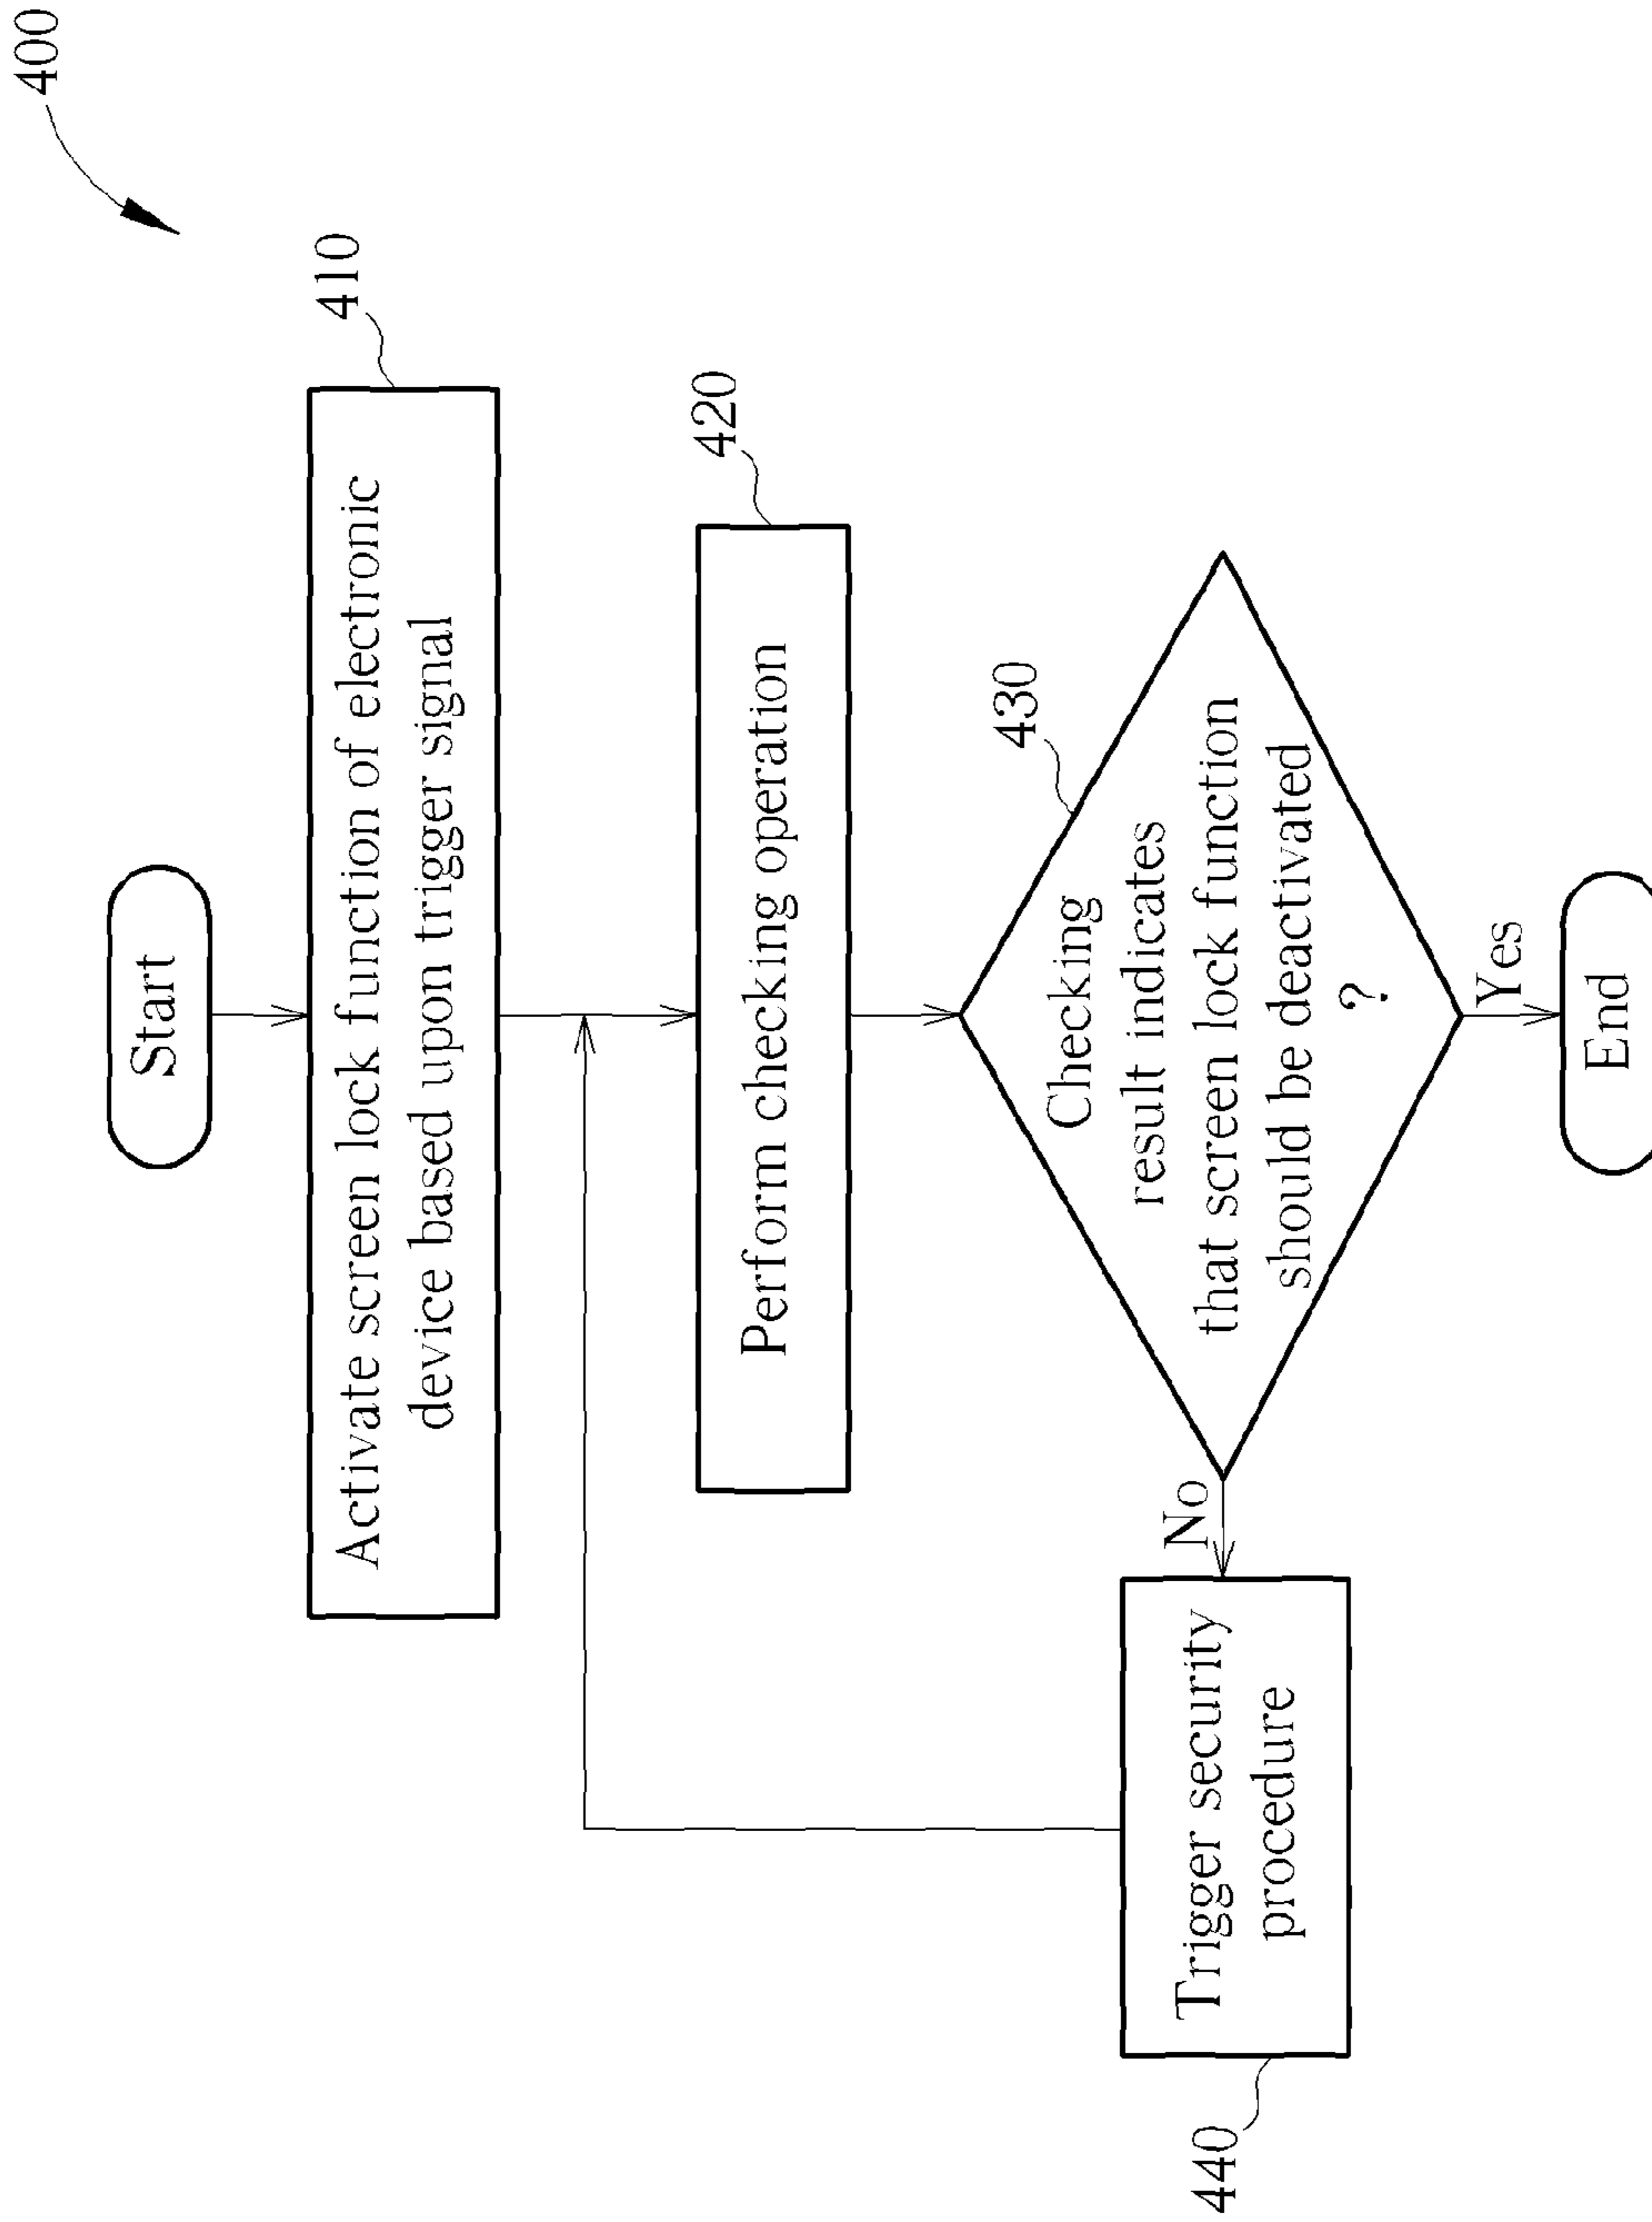 400
Start
410
Activate screen lock function of electronic
device based upon trigger signal
420
Perform checking operation
430
Checking
result indicates
that screen lock function
should be deactivated
?
No
Yes
440
Trigger security
procedure
End